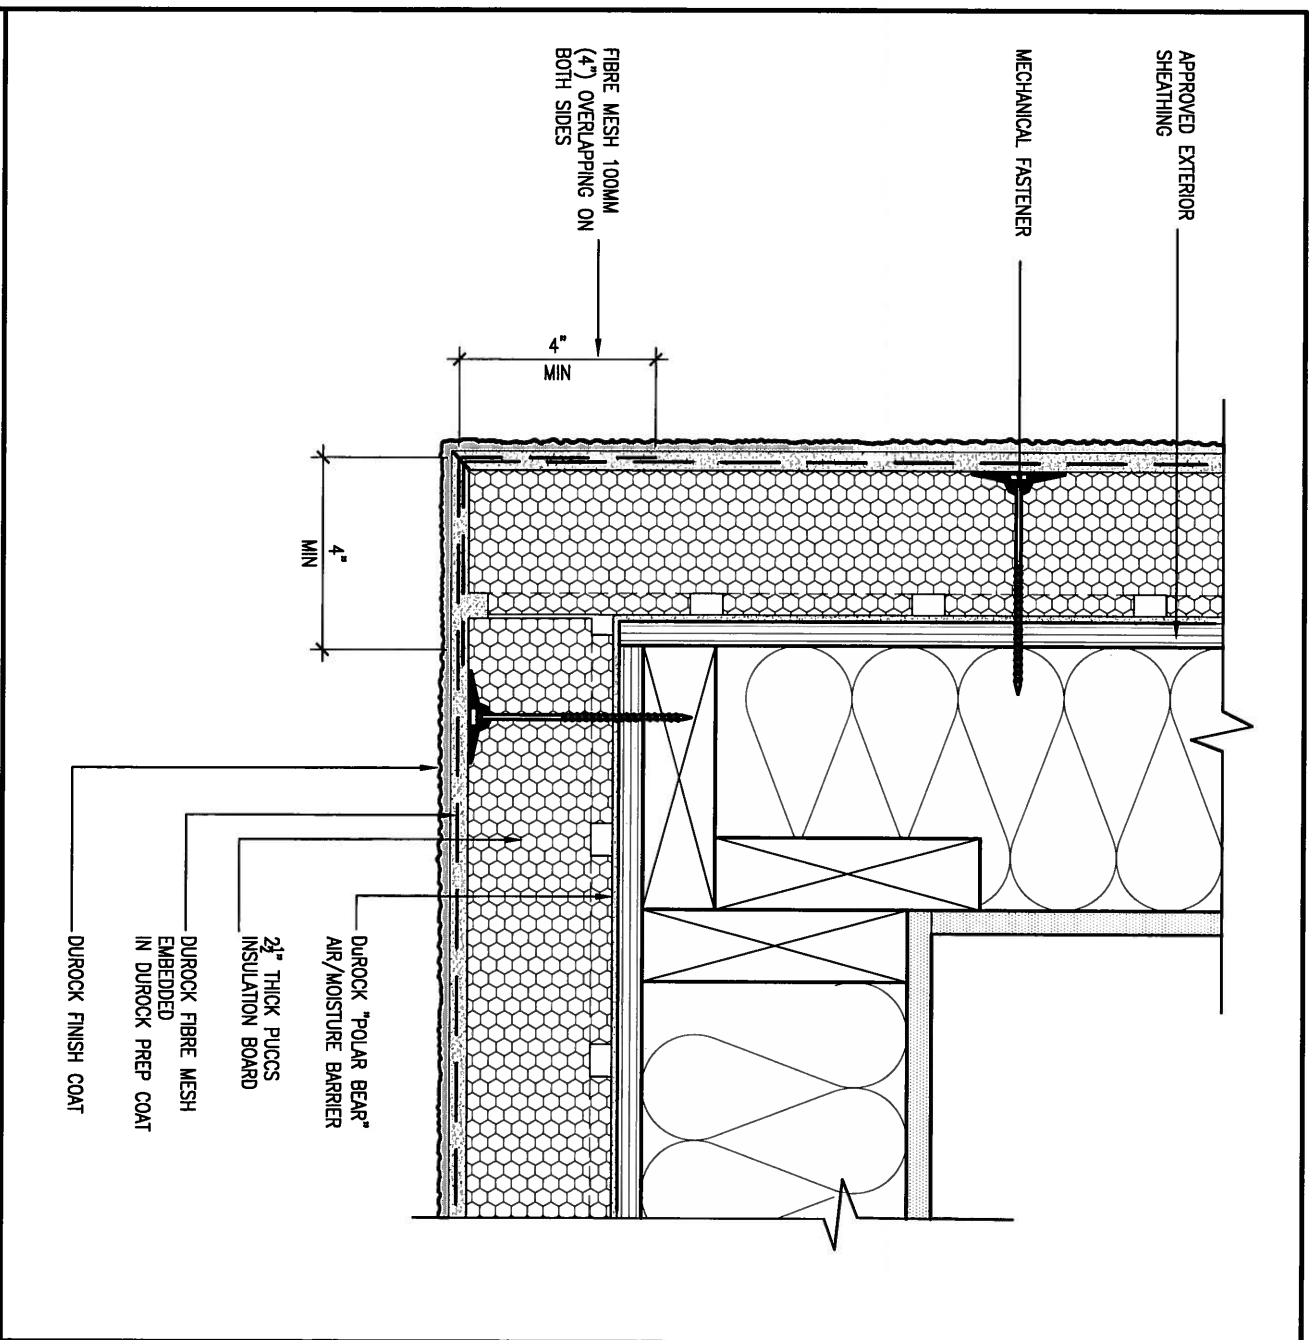 APPROVED EXTERIOR
SHEATHING
MECHANICAL FASTENER
FIBRE MESH 100MM
(4") OVERLAPPING ON
BOTH SIDES
4"
MIN
4"
MIN
DuROCK "POLAR BEAR"
AIR/MOISTURE BARRIER
2½" THICK PUCCS
INSULATION BOARD
DUROCK FIBRE MESH
EMBEDDED
IN DUROCK PREP COAT
DUROCK FINISH COAT